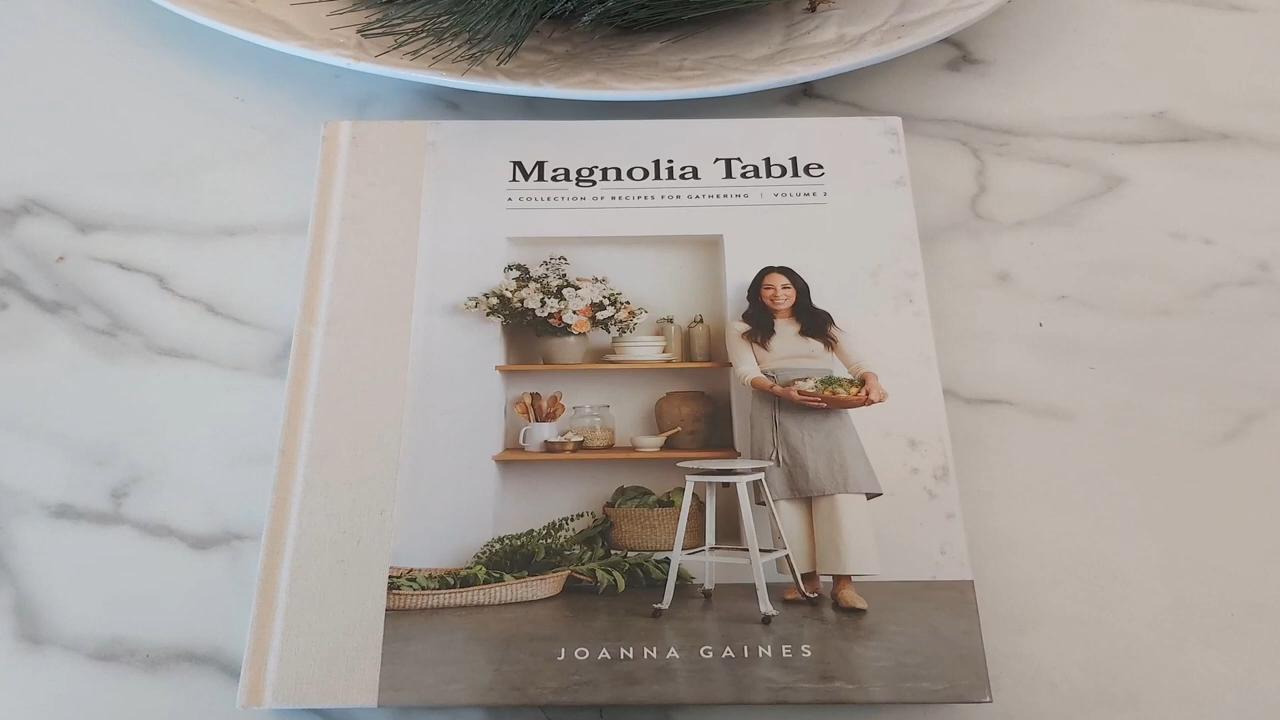 Magnolia Table
A COLLECTION OF RECIPES FOR GATHERING | VOLUME 2
JOANNA GAINES